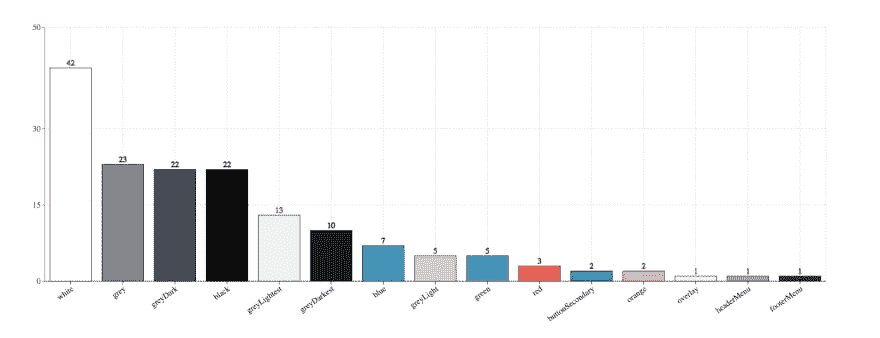 50
30
15
0
42
23
22
22
13
10
7
5
5
3
2
2
1
1
1
white
grey
greyDark
black
greyLightest
greyDarkest
blue
greyLight
green
red
buttonSecondary
orange
overlay
headerMenu
footerMenu